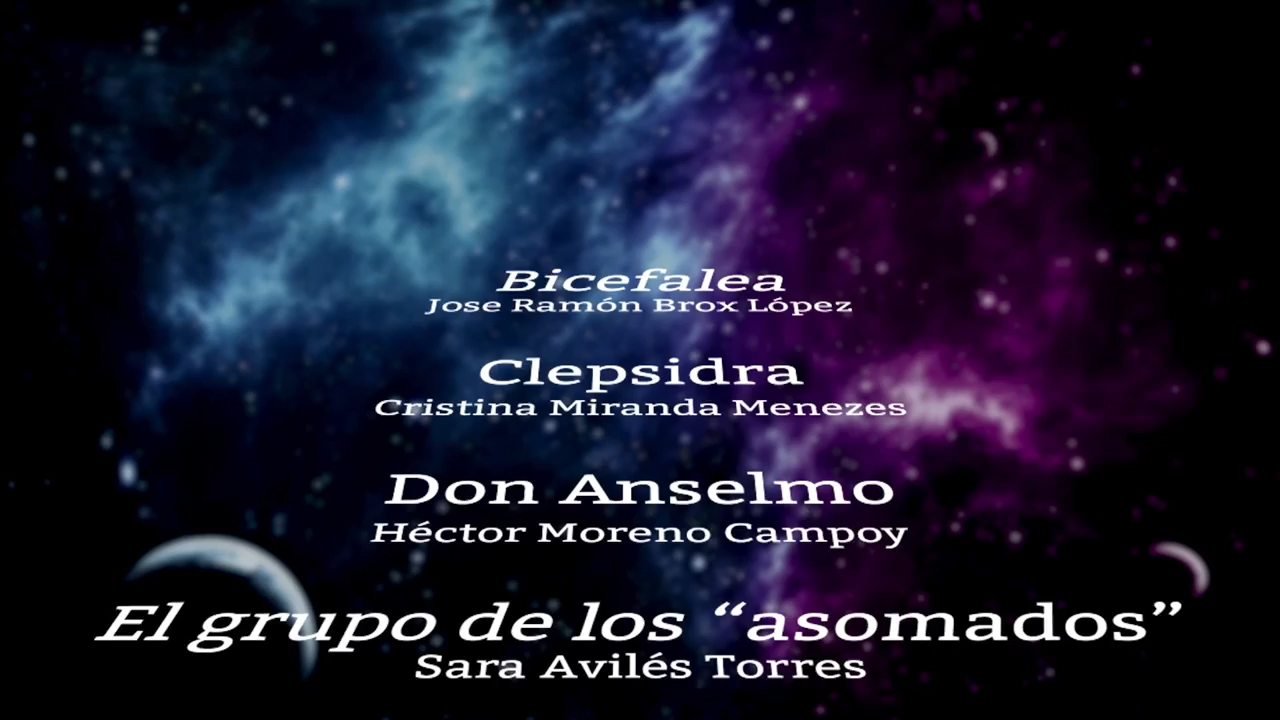 Bicefalea
Jose Ramón Brox López
Clepsidra
Cristina Miranda Menezes
Don Anselmo
Héctor Moreno Campoy
El grupo de los “asomados”
Sara Avilés Torres